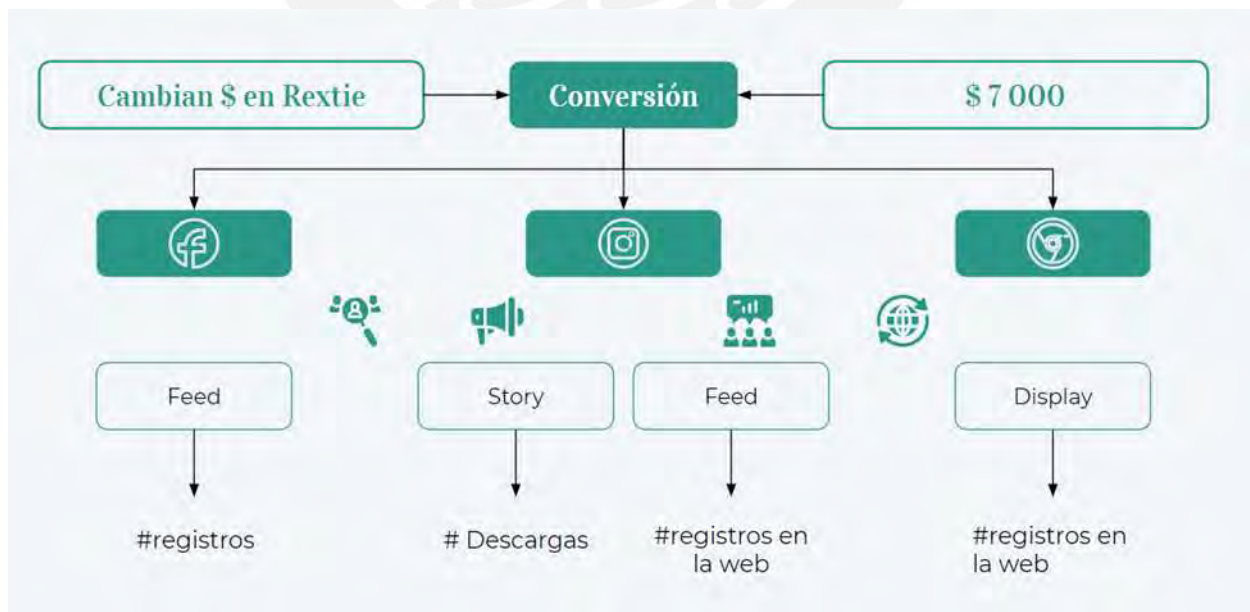 Cambian $ en Rextie
Conversión
$ 7 000
Feed
Story
Feed
Display
#registros
# Descargas
#registros en
la web
#registros en
la web